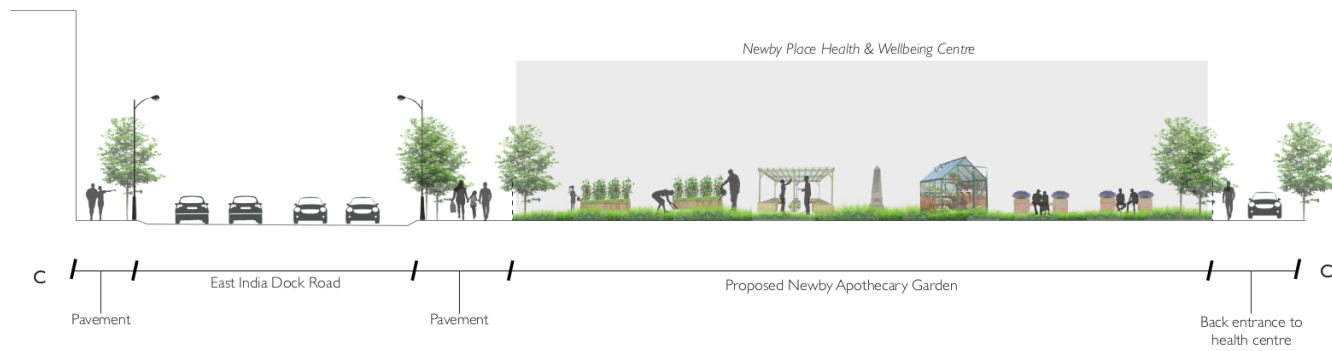 Newby Place Health & Wellbeing Centre
C
East India Dock Road
Proposed Newby Apothecary Garden
C
Pavement
Pavement
Back entrance to
health centre